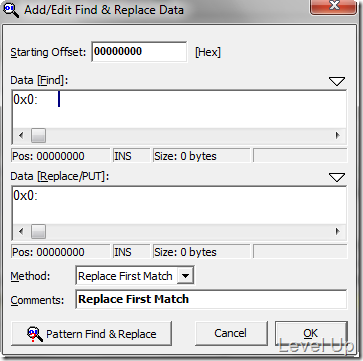 Add/Edit Find & Replace Data
Starting Offset: 00000000 [Hex]
Data [Find]:
0x0:
Pos: 00000000 INS Size: 0 bytes
Data [Replace/PUT]:
0x0:
Pos: 00000000 INS Size: 0 bytes
Method: Replace First Match
Comments: Replace First Match
Pattern Find & Replace Cancel OK
Level Up